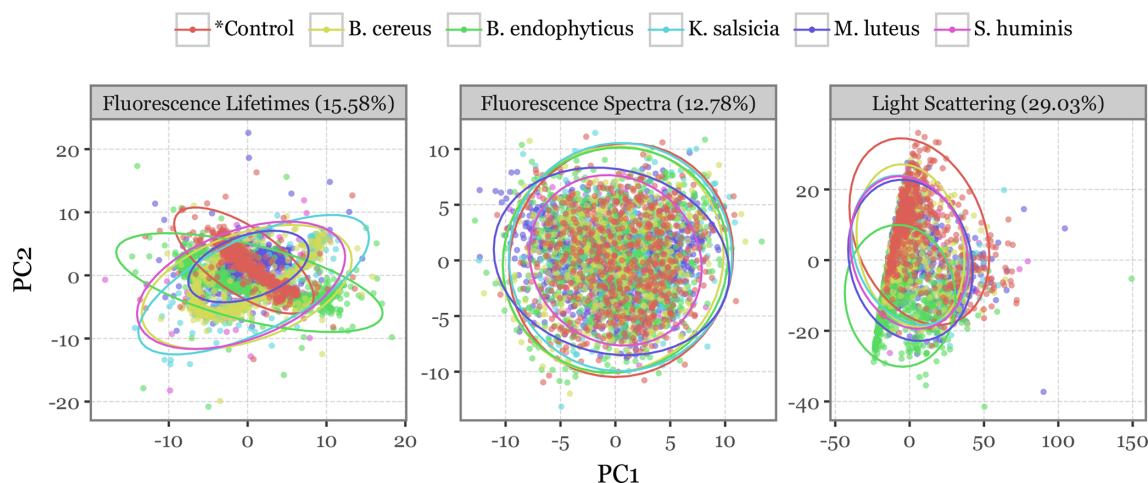 *Control B. cereus B. endophyticus K. salsicia M. luteus S. huminis
Fluorescence Lifetimes (15.58%) Fluorescence Spectra (12.78%) Light Scattering (29.03%)
PC2
20
10
0
-10
-20
10
5
0
-5
-10
20
0
-20
-40
-10 0 10 20
-10 -5 0 5 10
-50 0 50 100 150
PC1